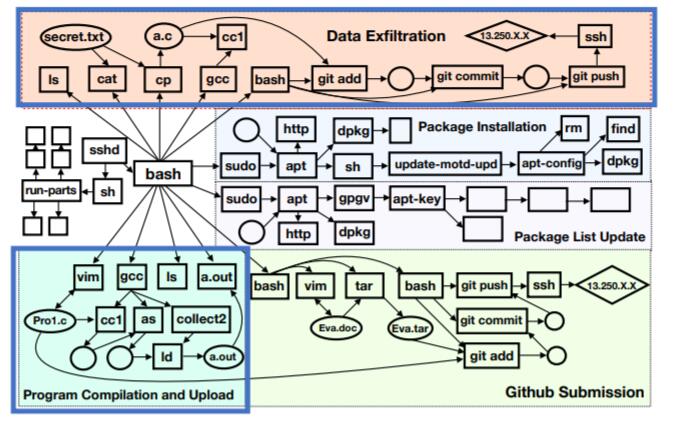 secret.txt
a.c
cc1
Data Exfiltration
13.250.X.X
ssh
ls
cat
cp
gcc
bash
git add
git commit
git push
sshd
run-parts
sh
bash
http
dpkg
Package Installation
rm
find
sudo
apt
sh
update-motd-upd
apt-config
dpkg
sudo
apt
gpgv
apt-key
http
dpkg
Package List Update
vim
gcc
ls
a.out
Pro1.c
cc1
as
collect2
ld
a.out
Program Compilation and Upload
bash
vim
tar
bash
git push
ssh
13.250.X.X
Eva.doc
Eva.tar
git commit
git add
Github Submission